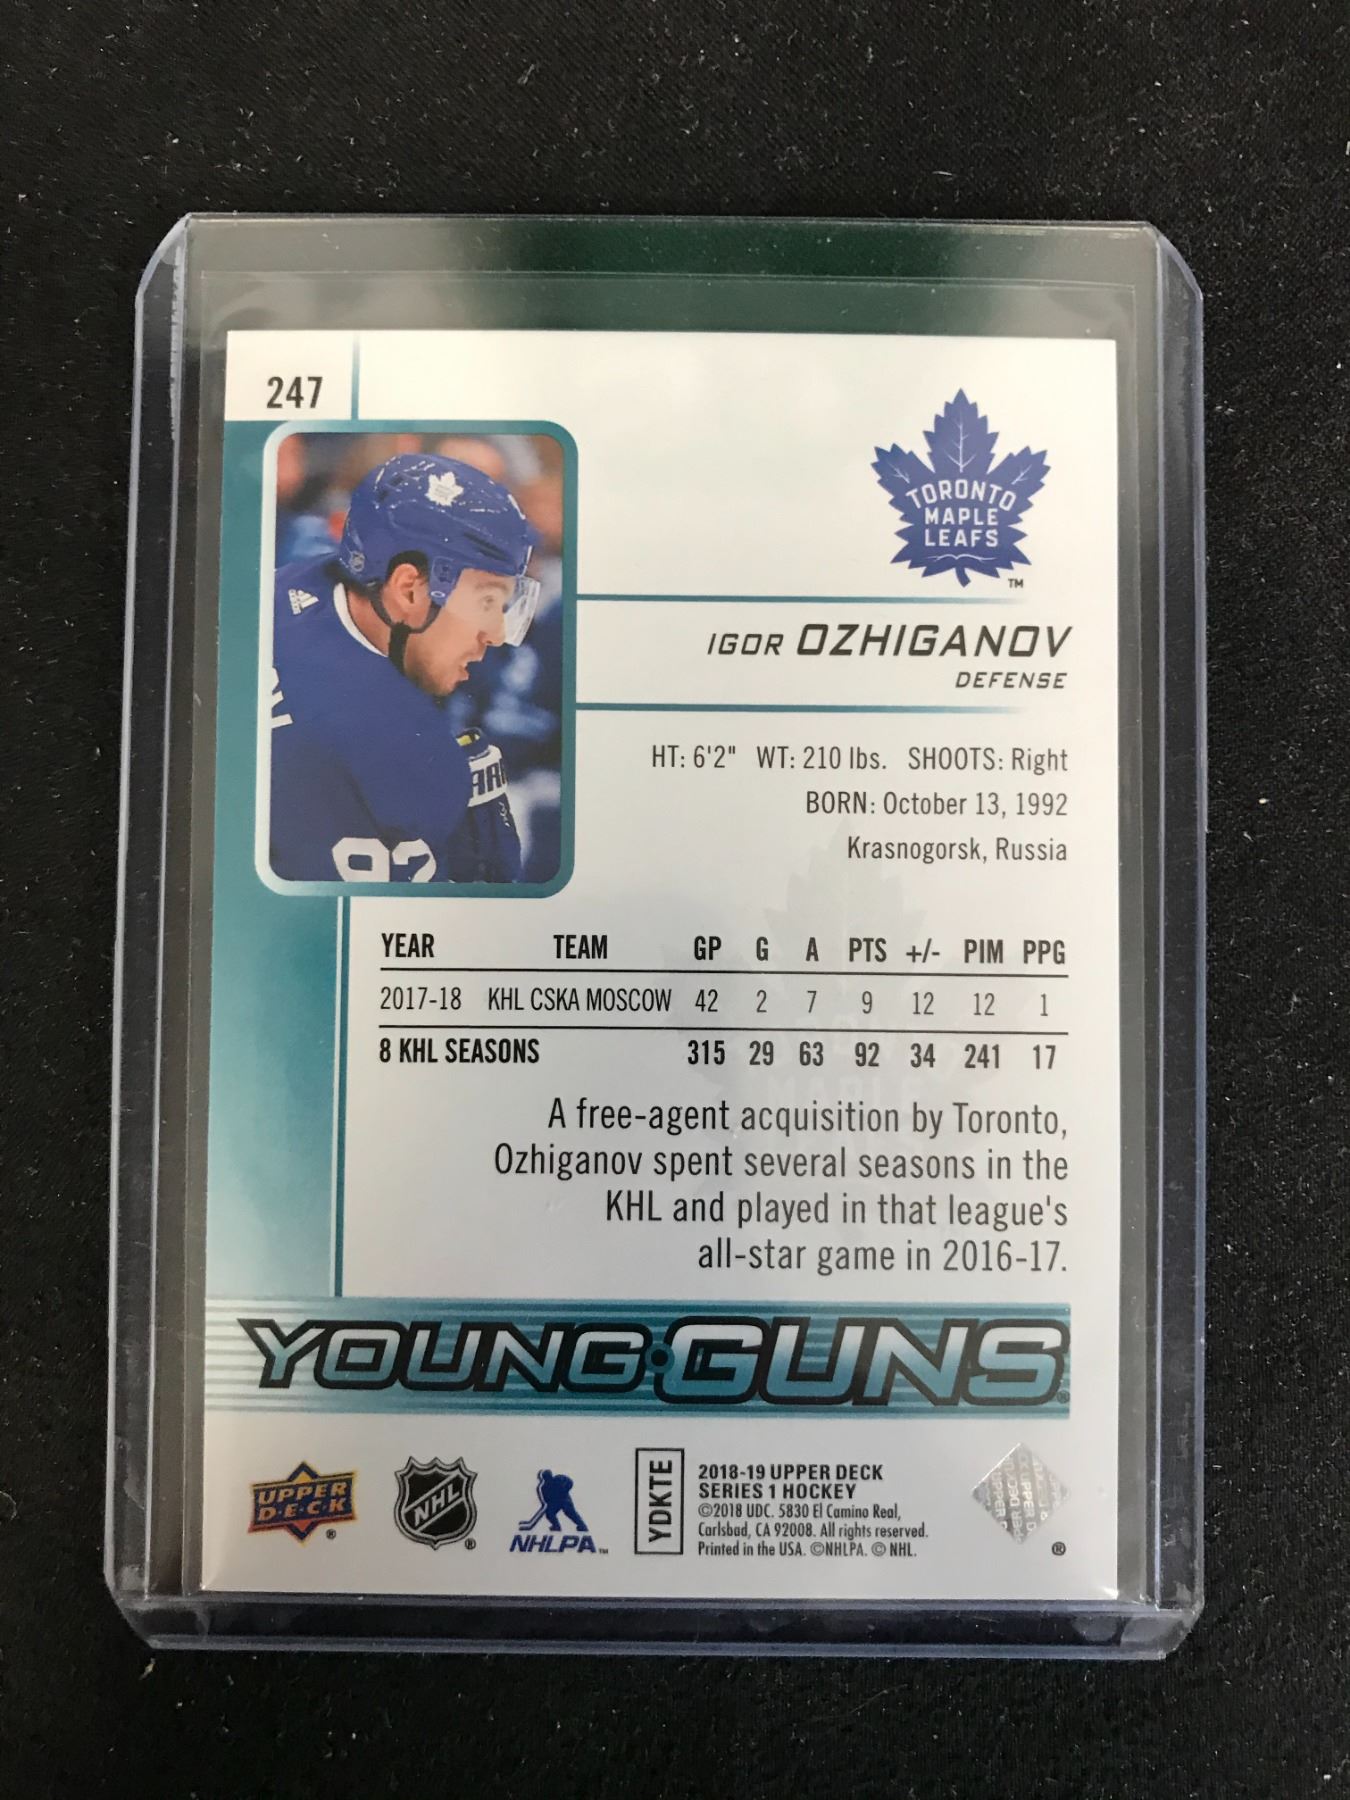 247
TORONTO
MAPLE
LEAFS
TM
IGOR OZHIGANOV
DEFENSE
HT: 6'2" WT: 210 lbs. SHOOTS: Right
BORN: October 13, 1992
Krasnogorsk, Russia
YEAR TEAM GP G A PTS +/- PIM PPG
2017-18 KHL CSKA MOSCOW 42 2 7 9 12 12 1
8 KHL SEASONS 315 29 63 92 34 241 17
A free-agent acquisition by Toronto,
Ozhiganov spent several seasons in the
KHL and played in that league's
all-star game in 2016-17.
YOUNG GUNS®
UPPER
DECK
®
NHL
®
NHLPA™
YDKTE
2018-19 UPPER DECK
SERIES 1 HOCKEY
©2018 UDC. 5830 El Camino Real,
Carlsbad, CA 92008. All rights reserved.
Printed in the USA. ©NHLPA. © NHL.
®